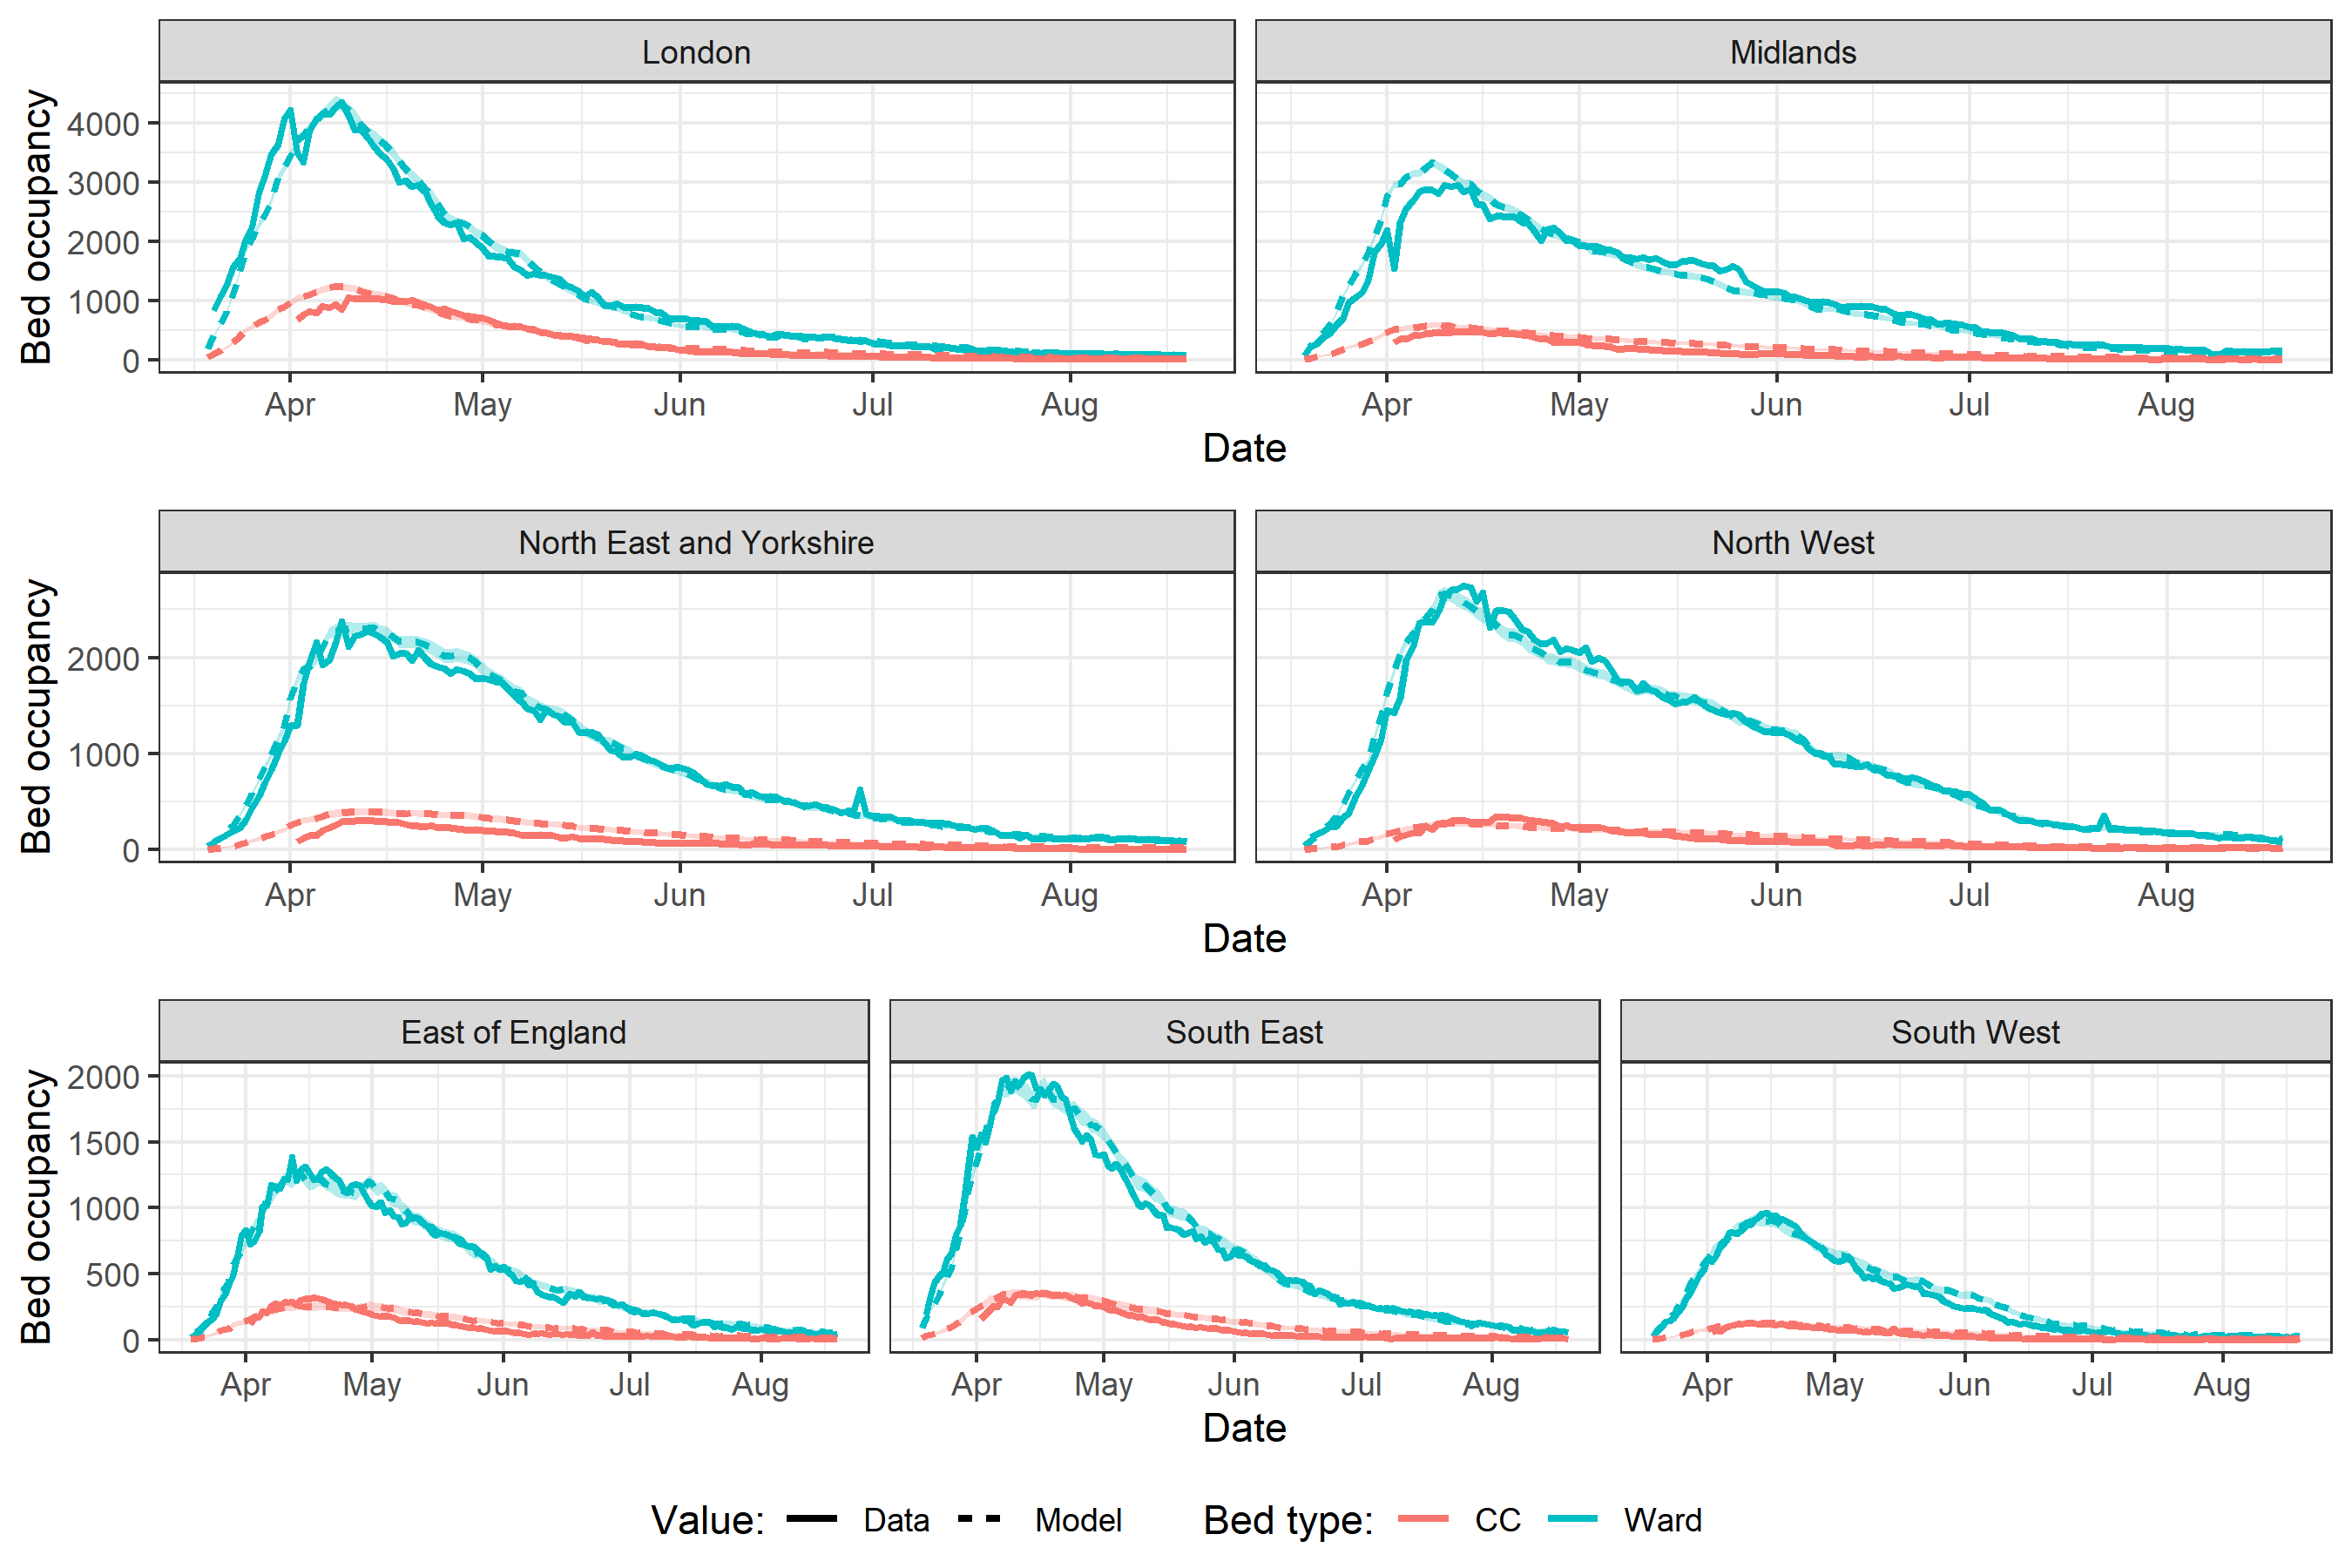 London Midlands
Bed occupancy
4000
3000
2000
1000
0
Apr May Jun Jul Aug Apr May Jun Jul Aug
Date
North East and Yorkshire North West
Bed occupancy
2000
1000
0
Apr May Jun Jul Aug Apr May Jun Jul Aug
Date
East of England South East South West
Bed occupancy
2000
1500
1000
500
0
Apr May Jun Jul Aug Apr May Jun Jul Aug Apr May Jun Jul Aug
Date
Value: Data Model Bed type: CC Ward